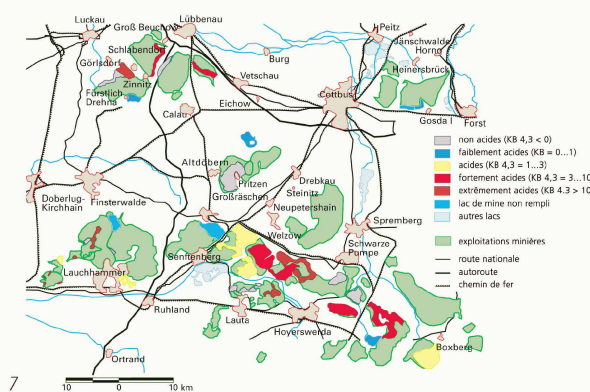 Luckau
Groß Beuchow
Lübbenau
Peitz
Jänschwalde
Horno
Schlabendorf
Görlsdorf
Burg
Heinersbrück
Zinnitz
Vetschau
Fürstlich
Drehna
Cottbus
Eichow
Calau
Gosda I
Forst
non acides (KB 4,3 < 0)
faiblement acides (KB = 0...1)
acides (KB 4,3 = 1...3)
fortement acides (KB 4,3 = 3...10
extrêmement acides (KB 4.3 > 10
lac de mine non rempli
autres lacs
exploitations minières
route nationale
autoroute
chemin de fer
Altdöbern
Pritzen
Drebkau
Steinitz
Großräschen
Neupetershain
Doberlug-
Kirchhain
Finsterwalde
Spremberg
Welzow
Schwarze
Pumpe
Senftenberg
Lauchhammer
Ruhland
Lauta
Hoyerswerda
Boxberg
Ortrand
7
10 0 10 km